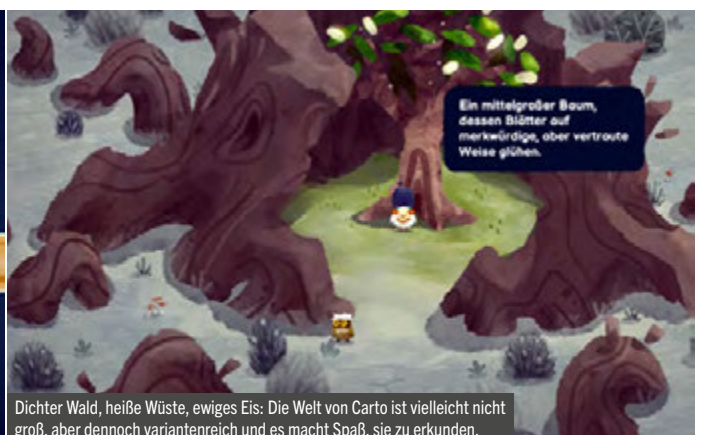 Ein mittelgroßer Baum,
dessen Blätter auf
merkwürdige, aber vertraute
Weise glühen.
Dichter Wald, heiße Wüste, ewiges Eis: Die Welt von Carto ist vielleicht nicht
groß, aber dennoch variantenreich und es macht Spaß, sie zu erkunden.